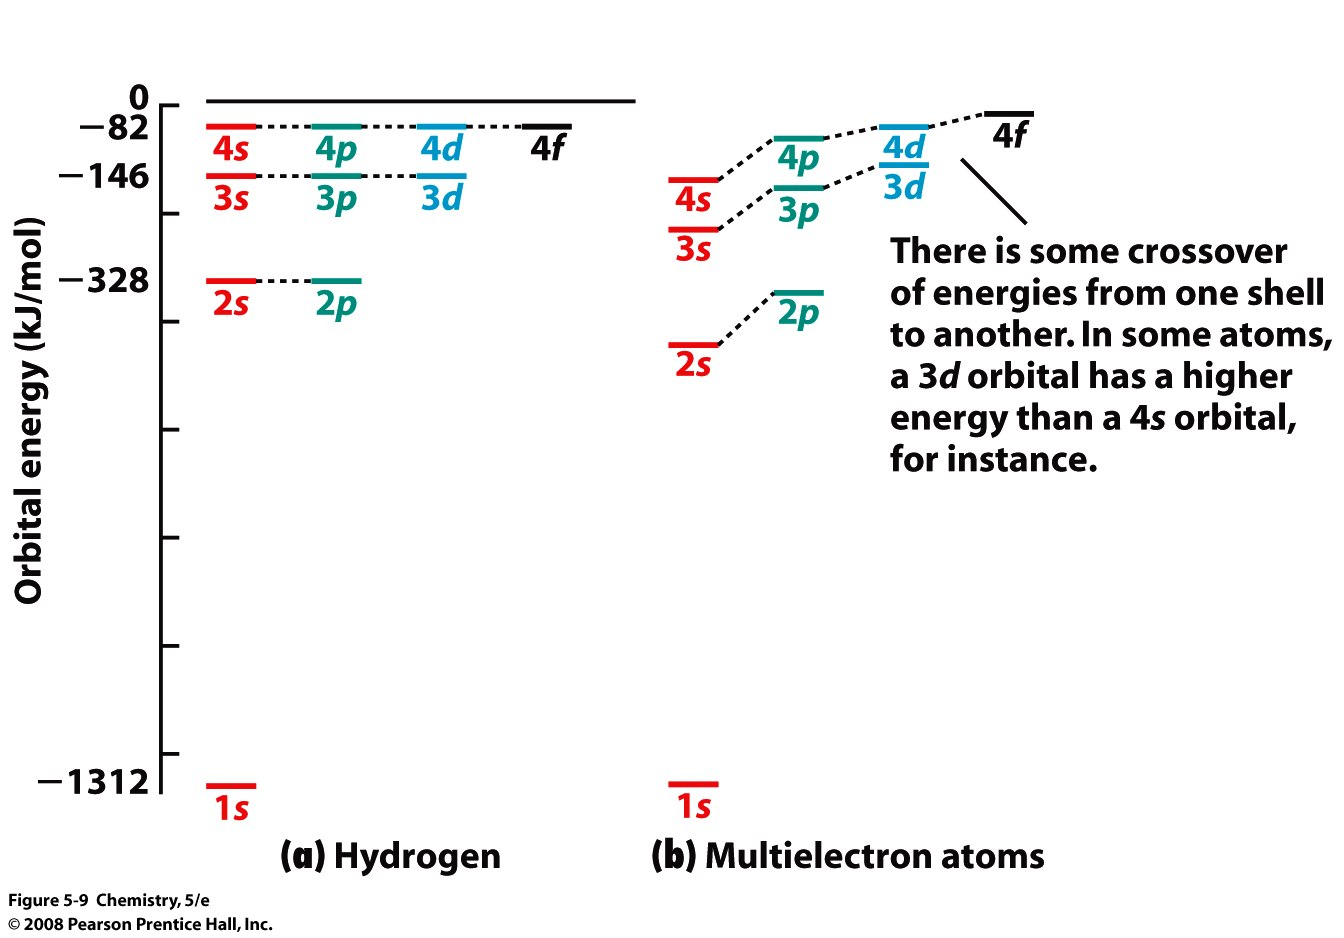 Orbital energy (kJ/mol)
0
−82
−146
−328
−1312
4s 4p 4d 4f
3s 3p 3d
2s 2p
1s
(a) Hydrogen
4s 4p 4d 4f
3s 3p 3d
2s 2p
1s
(b) Multielectron atoms
There is some crossover
of energies from one shell
to another. In some atoms,
a 3d orbital has a higher
energy than a 4s orbital,
for instance.
Figure 5-9 Chemistry, 5/e
© 2008 Pearson Prentice Hall, Inc.